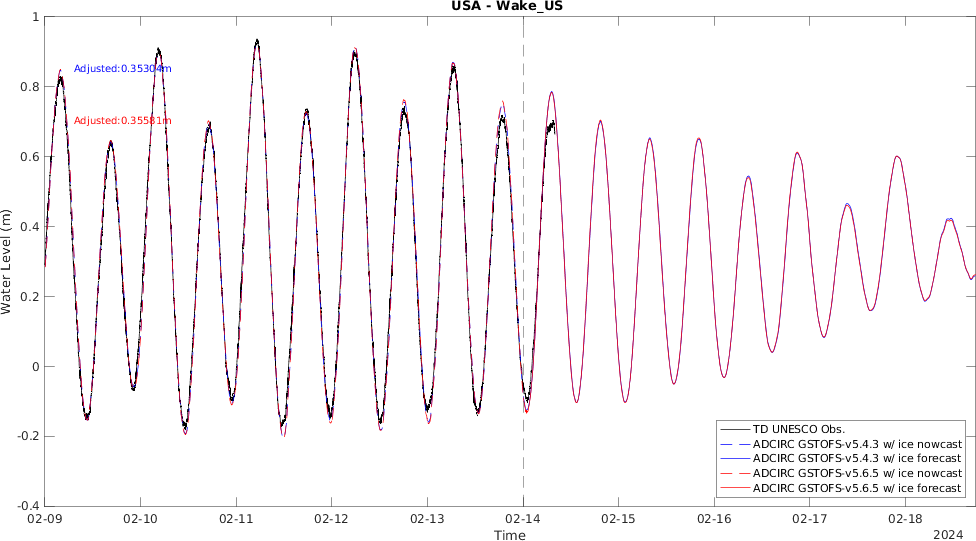 USA - Wake_US
1
0.8
0.6
0.4
0.2
0
-0.2
-0.4
Water Level (m)
Adjusted:0.35304m
Adjusted:0.35581m
TD UNESCO Obs.
ADCIRC GSTOFS-v5.4.3 w/ ice nowcast
ADCIRC GSTOFS-v5.4.3 w/ ice forecast
ADCIRC GSTOFS-v5.6.5 w/ ice nowcast
ADCIRC GSTOFS-v5.6.5 w/ ice forecast
02-09 02-10 02-11 02-12 02-13 02-14 02-15 02-16 02-17 02-18
Time
2024